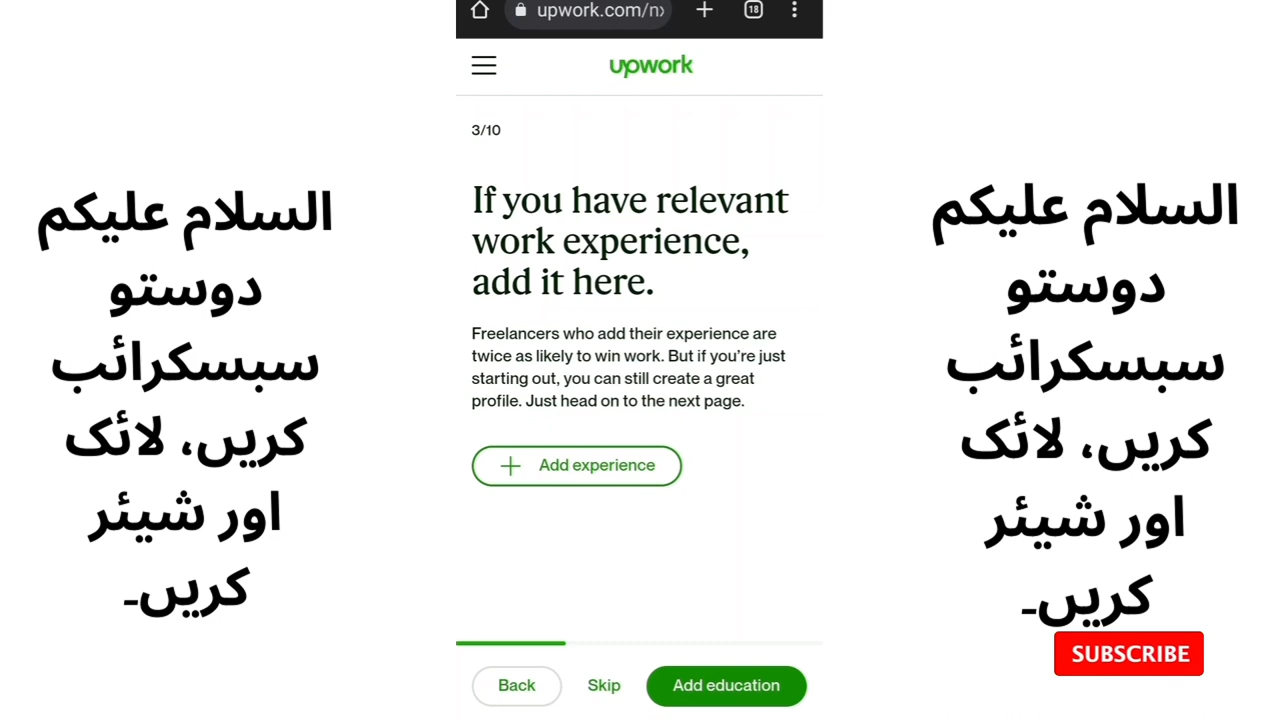 السلام علیکم
دوستو
سبسکرائب
کریں، لائک
اور شیئر
کریں۔
upwork.com/nx
18
upwork
3/10
If you have relevant
work experience,
add it here.
Freelancers who add their experience are
twice as likely to win work. But if you’re just
starting out, you can still create a great
profile. Just head on to the next page.
Add experience
Back
Skip
Add education
السلام علیکم
دوستو
سبسکرائب
کریں، لائک
اور شیئر
کریں۔
SUBSCRIBE